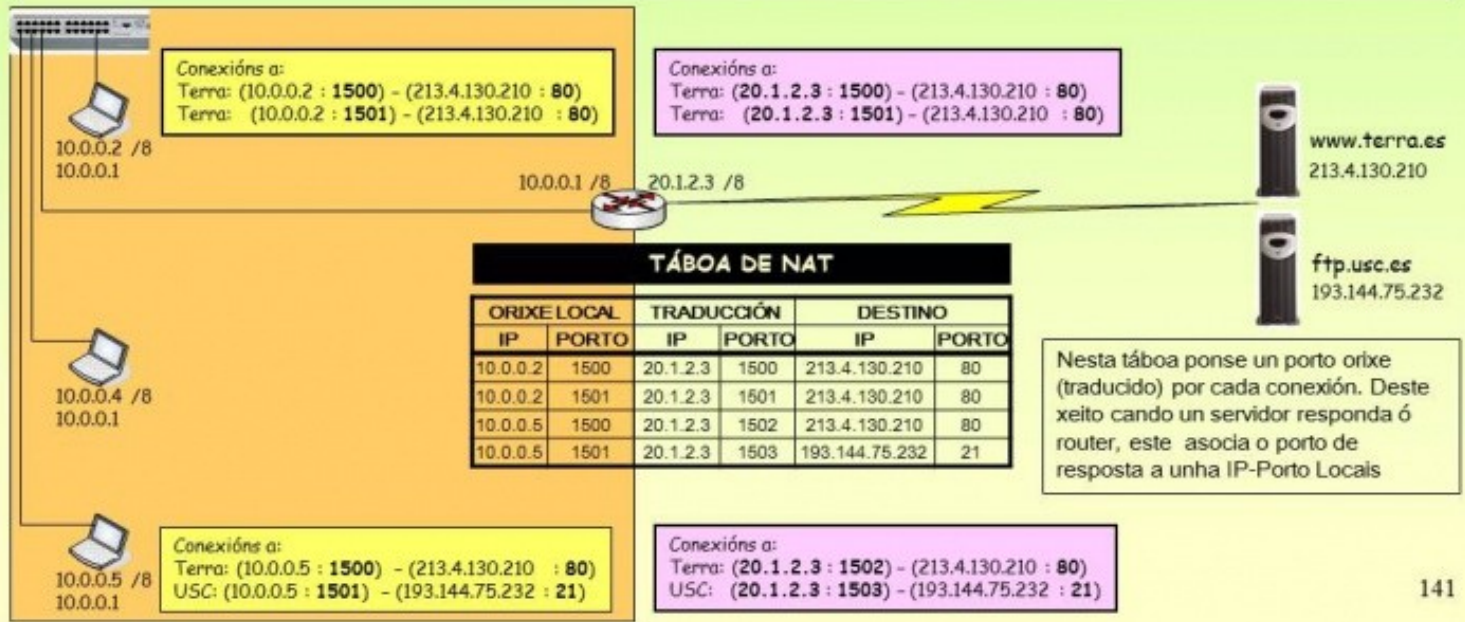 Conexións a:
Terra: (10.0.0.2 : 1500) - (213.4.130.210 : 80)
Terra: (10.0.0.2 : 1501) - (213.4.130.210 : 80)
Conexións a:
Terra: (20.1.2.3 : 1500) - (213.4.130.210 : 80)
Terra: (20.1.2.3 : 1501) - (213.4.130.210 : 80)
10.0.0.2 /8
10.0.0.1
www.terra.es
213.4.130.210
10.0.0.1 /8
20.1.2.3 /8
ftp.usc.es
193.144.75.232
TÁBOA DE NAT
ORIXE LOCAL TRADUCCIÓN DESTINO
IP PORTO IP PORTO IP PORTO
10.0.0.2 1500 20.1.2.3 1500 213.4.130.210 80
10.0.0.2 1501 20.1.2.3 1501 213.4.130.210 80
10.0.0.5 1500 20.1.2.3 1502 213.4.130.210 80
10.0.0.5 1501 20.1.2.3 1503 193.144.75.232 21
10.0.0.4 /8
10.0.0.1
Nesta táboa ponse un porto orixe
(traducido) por cada conexión. Deste
xeito cando un servidor responda ó
router, este asocia o porto de
resposta a unha IP-Porto Locais
10.0.0.5 /8
10.0.0.1
Conexións a:
Terra: (10.0.0.5 : 1500) - (213.4.130.210 : 80)
USC: (10.0.0.5 : 1501) - (193.144.75.232 : 21)
Conexións a:
Terra: (20.1.2.3 : 1502) - (213.4.130.210 : 80)
USC: (20.1.2.3 : 1503) - (193.144.75.232 : 21)
141